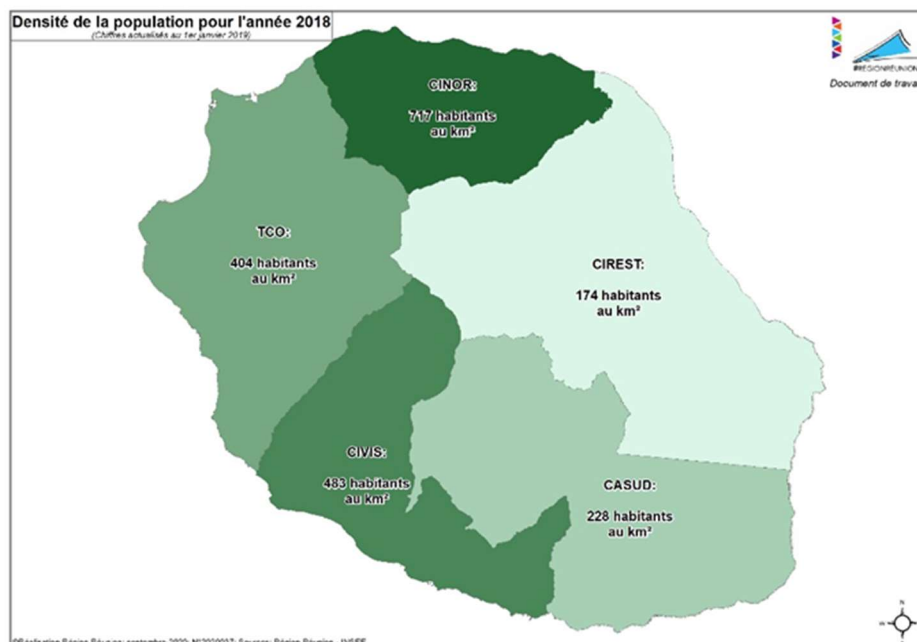 Densité de la population pour l'année 2018
(Chiffres actualisés au 1er janvier 2019)
#RÉGIONRÉUNION
Document de travai
CINOR:
717 habitants
au km²
TCO:
404 habitants
au km²
CIREST:
174 habitants
au km²
CIVIS:
483 habitants
au km²
CASUD:
228 habitants
au km²
N